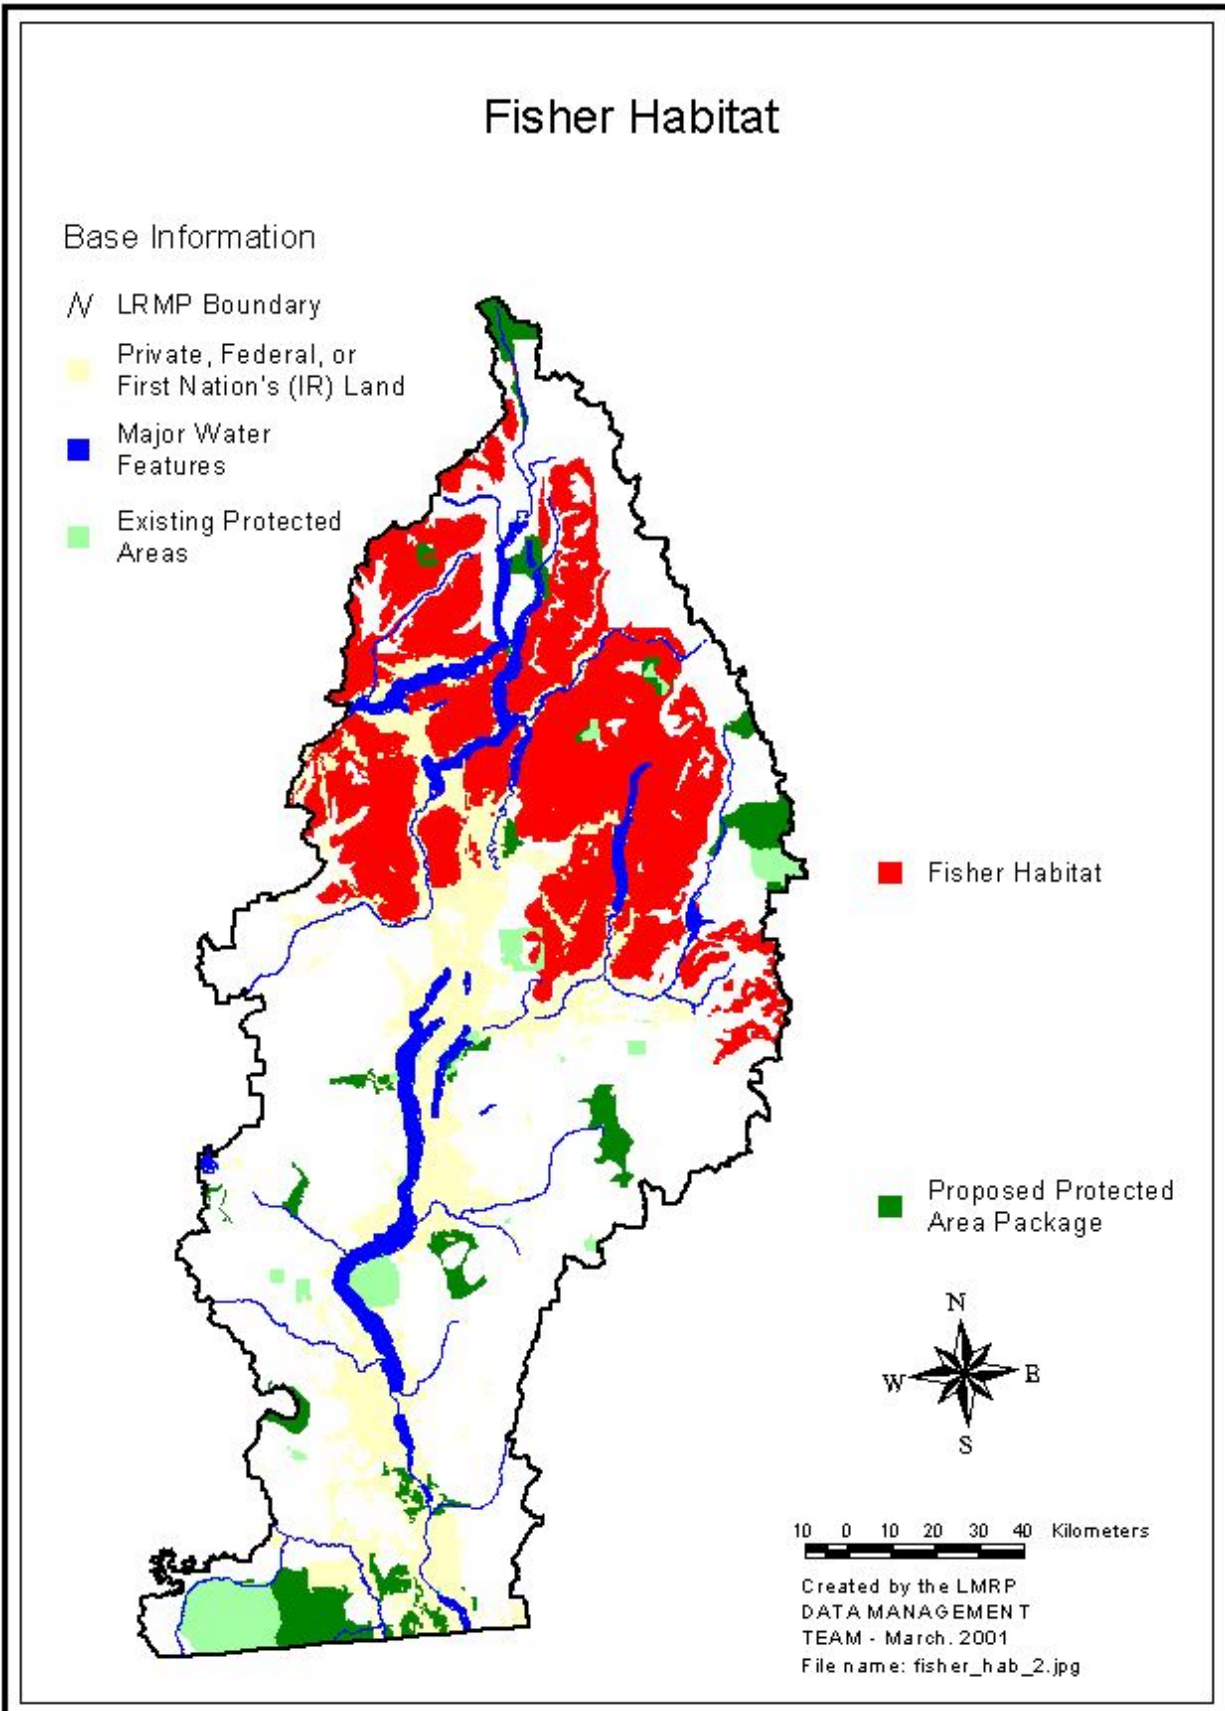 Fisher Habitat
Base Information
LRMP Boundary
Private, Federal, or
First Nation's (IR) Land
Major Water
Features
Existing Protected
Areas
Fisher Habitat
Proposed Protected
Area Package
N
W E
S
10 0 10 20 30 40 Kilometers
Created by the LMRP
DATA MANAGEMENT
TEAM - March. 2001
File name: fisher_hab_2.jpg